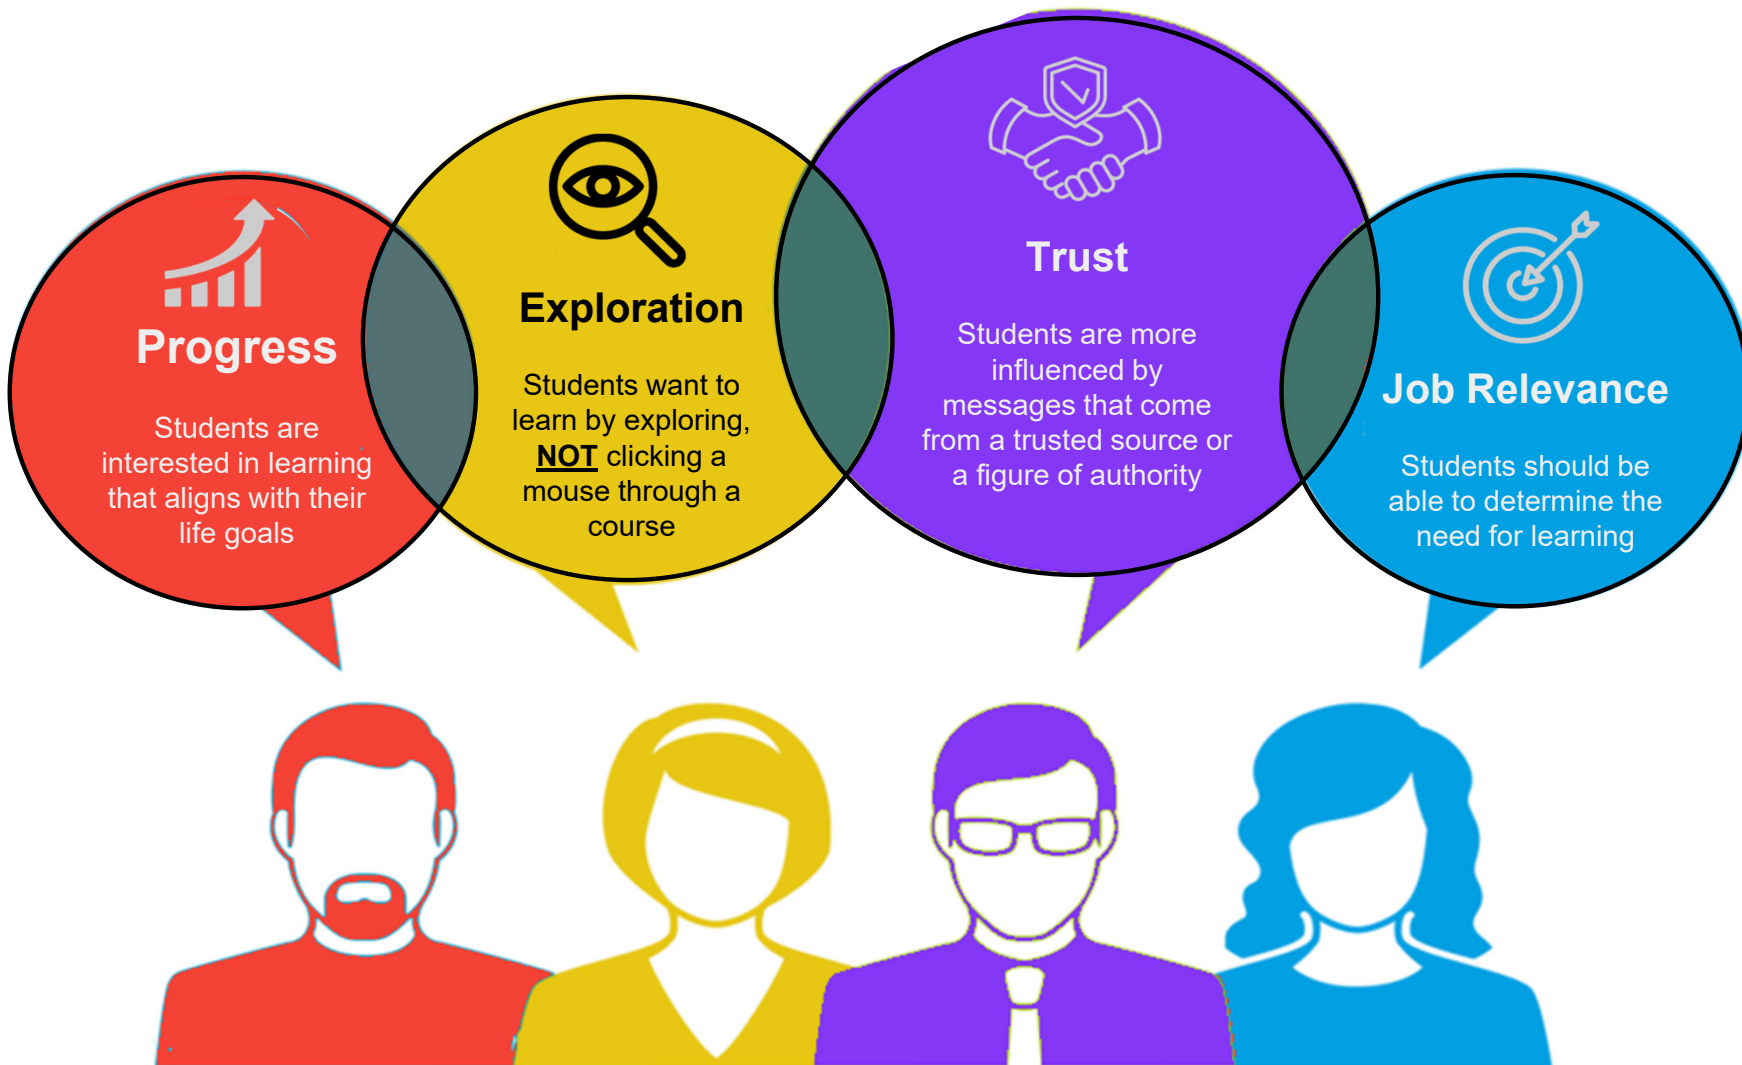 Progress
Students are
interested in learning
that aligns with their
life goals
Exploration
Students want to
learn by exploring,
NOT clicking a
mouse through a
course
Trust
Students are more
influenced by
messages that come
from a trusted source or
a figure of authority
Job Relevance
Students should be
able to determine the
need for learning